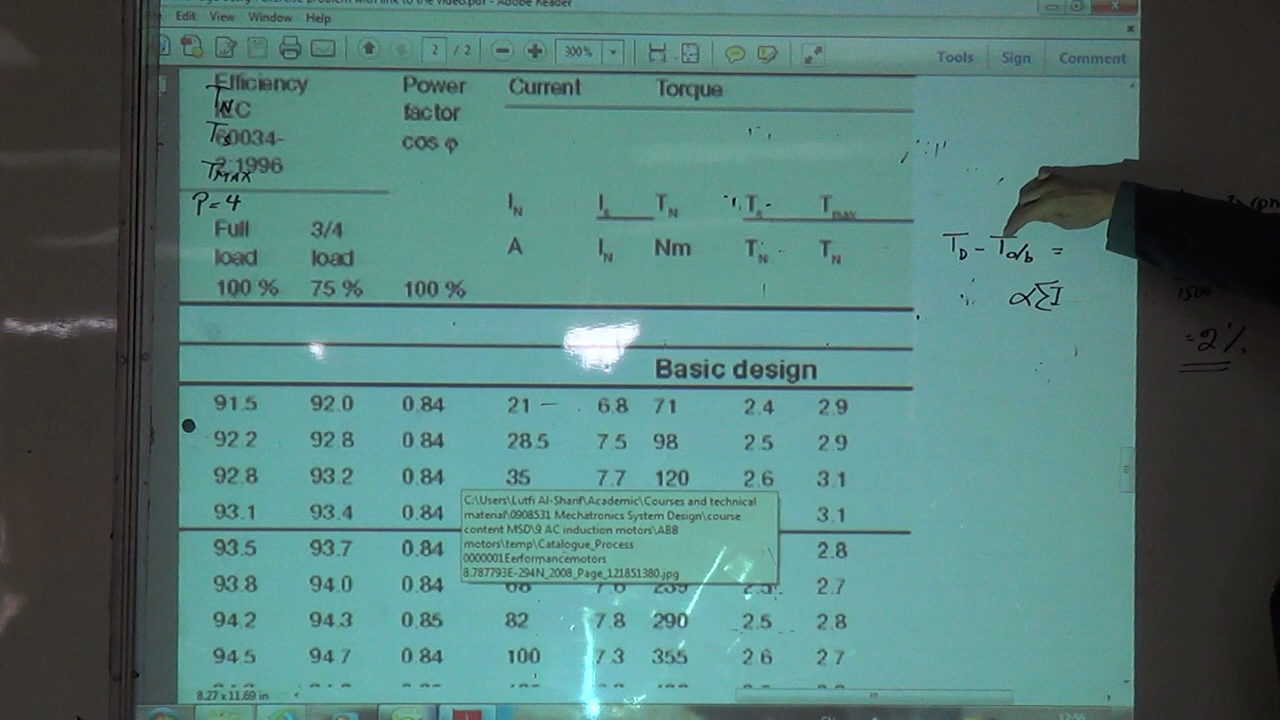 Edit View Window Help
2 / 2 300%
Tools Sign Comment
Efficiency Power Current Torque
IEC factor
60034- cos φ
2;1996
TN
Ts
TMAX
P=4
IN Is TN Ts Tmax
Full 3/4
load load A IN Nm TN TN
100 % 75 % 100 %
TD - Ta/b =
α∑I
= 2%
Basic design
91.5 92.0 0.84 21 6.8 71 2.4 2.9
92.2 92.8 0.84 28.5 7.5 98 2.5 2.9
92.8 93.2 0.84 35 7.7 120 2.6 3.1
93.1 93.4 0.84 3.1
93.5 93.7 0.84 2.8
93.8 94.0 0.84 68 7.6 239 2.7
94.2 94.3 0.85 82 7.8 290 2.5 2.8
94.5 94.7 0.84 100 7.3 355 2.6 2.7
C:\Users\Lutfi Al-Sharif\Academic\Courses and technical
material\0908531 Mechatronics System Design\course
content MSD\9 AC induction motors\ABB
motors\temp\Catalogue_Process
0000001Eerformancemotors
8.787793E-294N_2008_Page_121851380.jpg
8.27 x 11.69 in